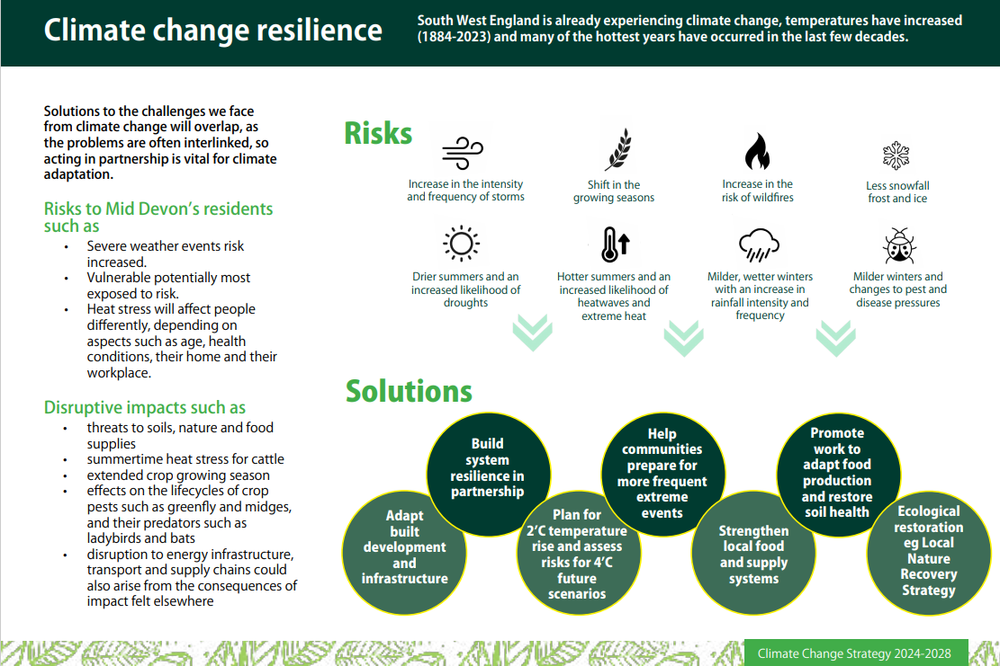 Climate change resilience
South West England is already experiencing climate change, temperatures have increased
(1884-2023) and many of the hottest years have occurred in the last few decades.
Solutions to the challenges we face
from climate change will overlap, as
the problems are often interlinked, so
acting in partnership is vital for climate
adaptation.
Risks to Mid Devon's residents
such as
• Severe weather events risk
increased.
• Vulnerable potentially most
exposed to risk.
• Heat stress will affect people
differently, depending on
aspects such as age, health
conditions, their home and their
workplace.
Disruptive impacts such as
• threats to soils, nature and food
supplies
• summertime heat stress for cattle
• extended crop growing season
• effects on the lifecycles of crop
pests such as greenfly and midges,
and their predators such as
ladybirds and bats
• disruption to energy infrastructure,
transport and supply chains could
also arise from the consequences of
impact felt elsewhere
Risks
Increase in the intensity
and frequency of storms
Shift in the
growing seasons
Increase in the
risk of wildfires
Less snowfall
frost and ice
Drier summers and an
increased likelihood of
droughts
Hotter summers and an
increased likelihood of
heatwaves and
extreme heat
Milder, wetter winters
with an increase in
rainfall intensity and
frequency
Milder winters and
changes to pest and
disease pressures
Solutions
Adapt
built
development
and
infrastructure
Build
system
resilience in
partnership
Plan for
2'C temperature
rise and assess
risks for 4'C
future
scenarios
Help
communities
prepare for
more frequent
extreme
events
Strengthen
local food
and supply
systems
Promote
work to
adapt food
production
and restore
soil health
Ecological
restoration
eg Local
Nature
Recovery
Strategy
Climate Change Strategy 2024-2028